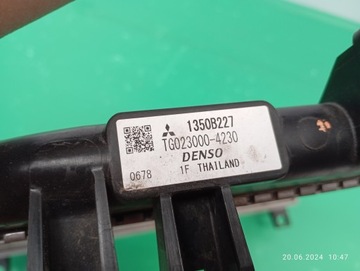 1350B227
TG023000-4230
DENSO
0678
1F THAILAND
20.06.2024 10:47